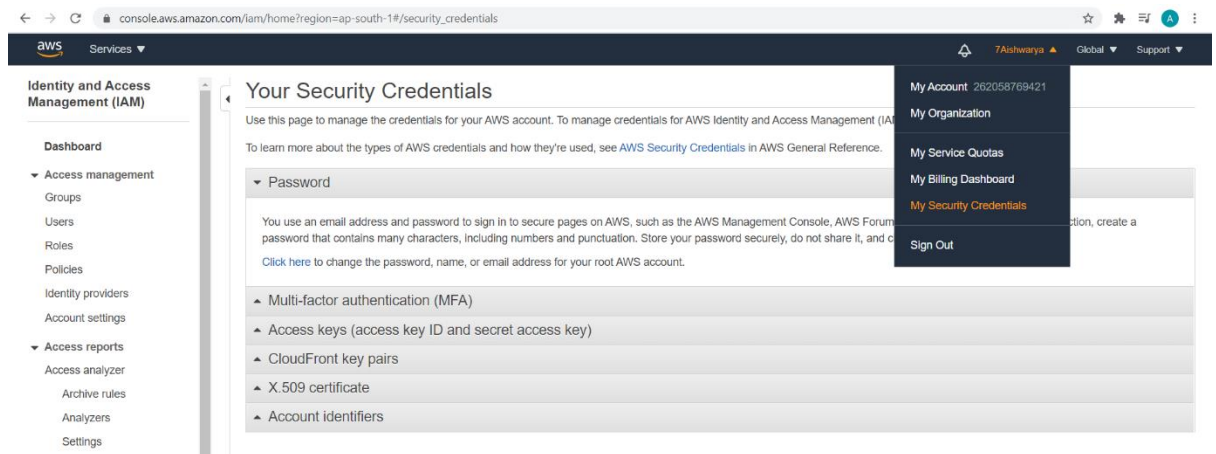 console.aws.amazon.com/iam/home?region=ap-south-1#/security_credentials
A
aws Services 7Aishwarya Global Support
Identity and Access
Management (IAM)
Dashboard
Access management
Groups
Users
Roles
Policies
Identity providers
Account settings
Access reports
Access analyzer
Archive rules
Analyzers
Settings
Your Security Credentials
Use this page to manage the credentials for your AWS account. To manage credentials for AWS Identity and Access Management (IA
To learn more about the types of AWS credentials and how they're used, see AWS Security Credentials in AWS General Reference.
Password
You use an email address and password to sign in to secure pages on AWS, such as the AWS Management Console, AWS Forum ction, create a
password that contains many characters, including numbers and punctuation. Store your password securely, do not share it, and c
Click here to change the password, name, or email address for your root AWS account.
Multi-factor authentication (MFA)
Access keys (access key ID and secret access key)
CloudFront key pairs
X.509 certificate
Account identifiers
My Account 262058769421
My Organization
My Service Quotas
My Billing Dashboard
My Security Credentials
Sign Out